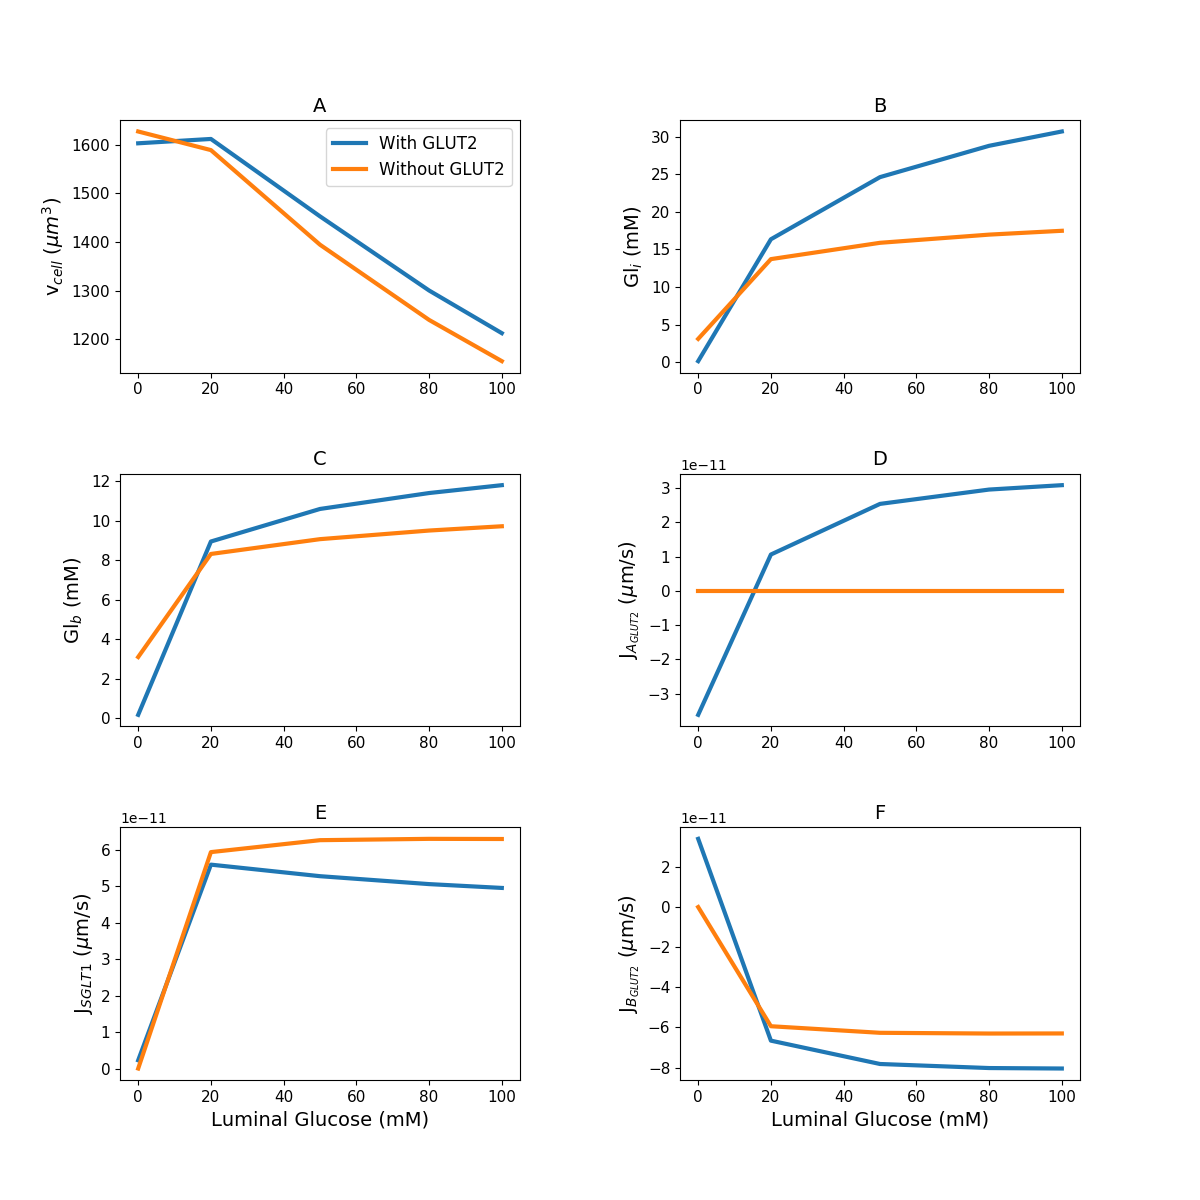 A
v_cell (μm³)
1600
1500
1400
1300
1200
With GLUT2
Without GLUT2
0 20 40 60 80 100
B
Gl_i (mM)
30
25
20
15
10
5
0
0 20 40 60 80 100
C
Gl_b (mM)
12
10
8
6
4
2
0
0 20 40 60 80 100
D
1e−11
J_A_GLUT2 (μm/s)
3
2
1
0
−1
−2
−3
0 20 40 60 80 100
E
1e−11
J_SGLT1 (μm/s)
6
5
4
3
2
1
0
0 20 40 60 80 100
Luminal Glucose (mM)
F
1e−11
J_B_GLUT2 (μm/s)
2
0
−2
−4
−6
−8
0 20 40 60 80 100
Luminal Glucose (mM)